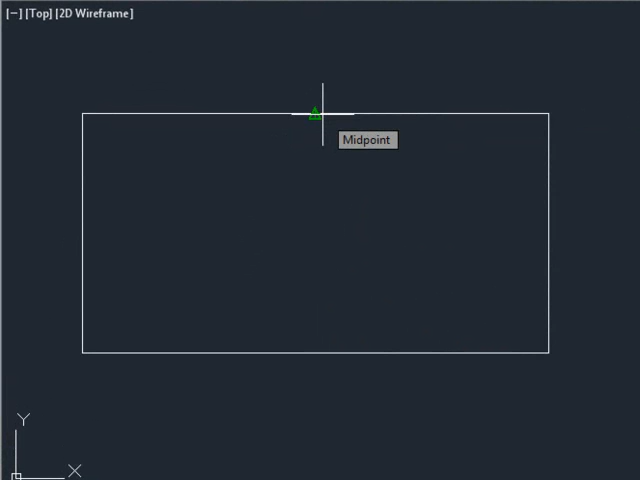 [−] [Top] [2D Wireframe]
Midpoint
Y
X